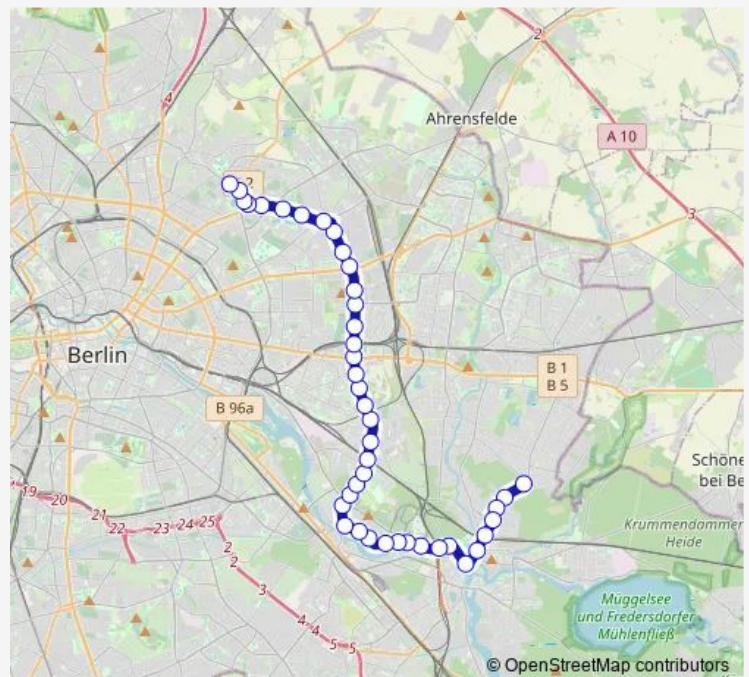 4
2
Ahrensfelde
A 10
2
3
Berlin
B 1
B 5
B 96a
Schöne
bei Be
19
20
21
22
23
24
25
2
2
3
4
4
5
5
Krummendammer
Heide
Müggelsee
und Fredersdorfer
Mühlenfließ
© OpenStreetMap contributors